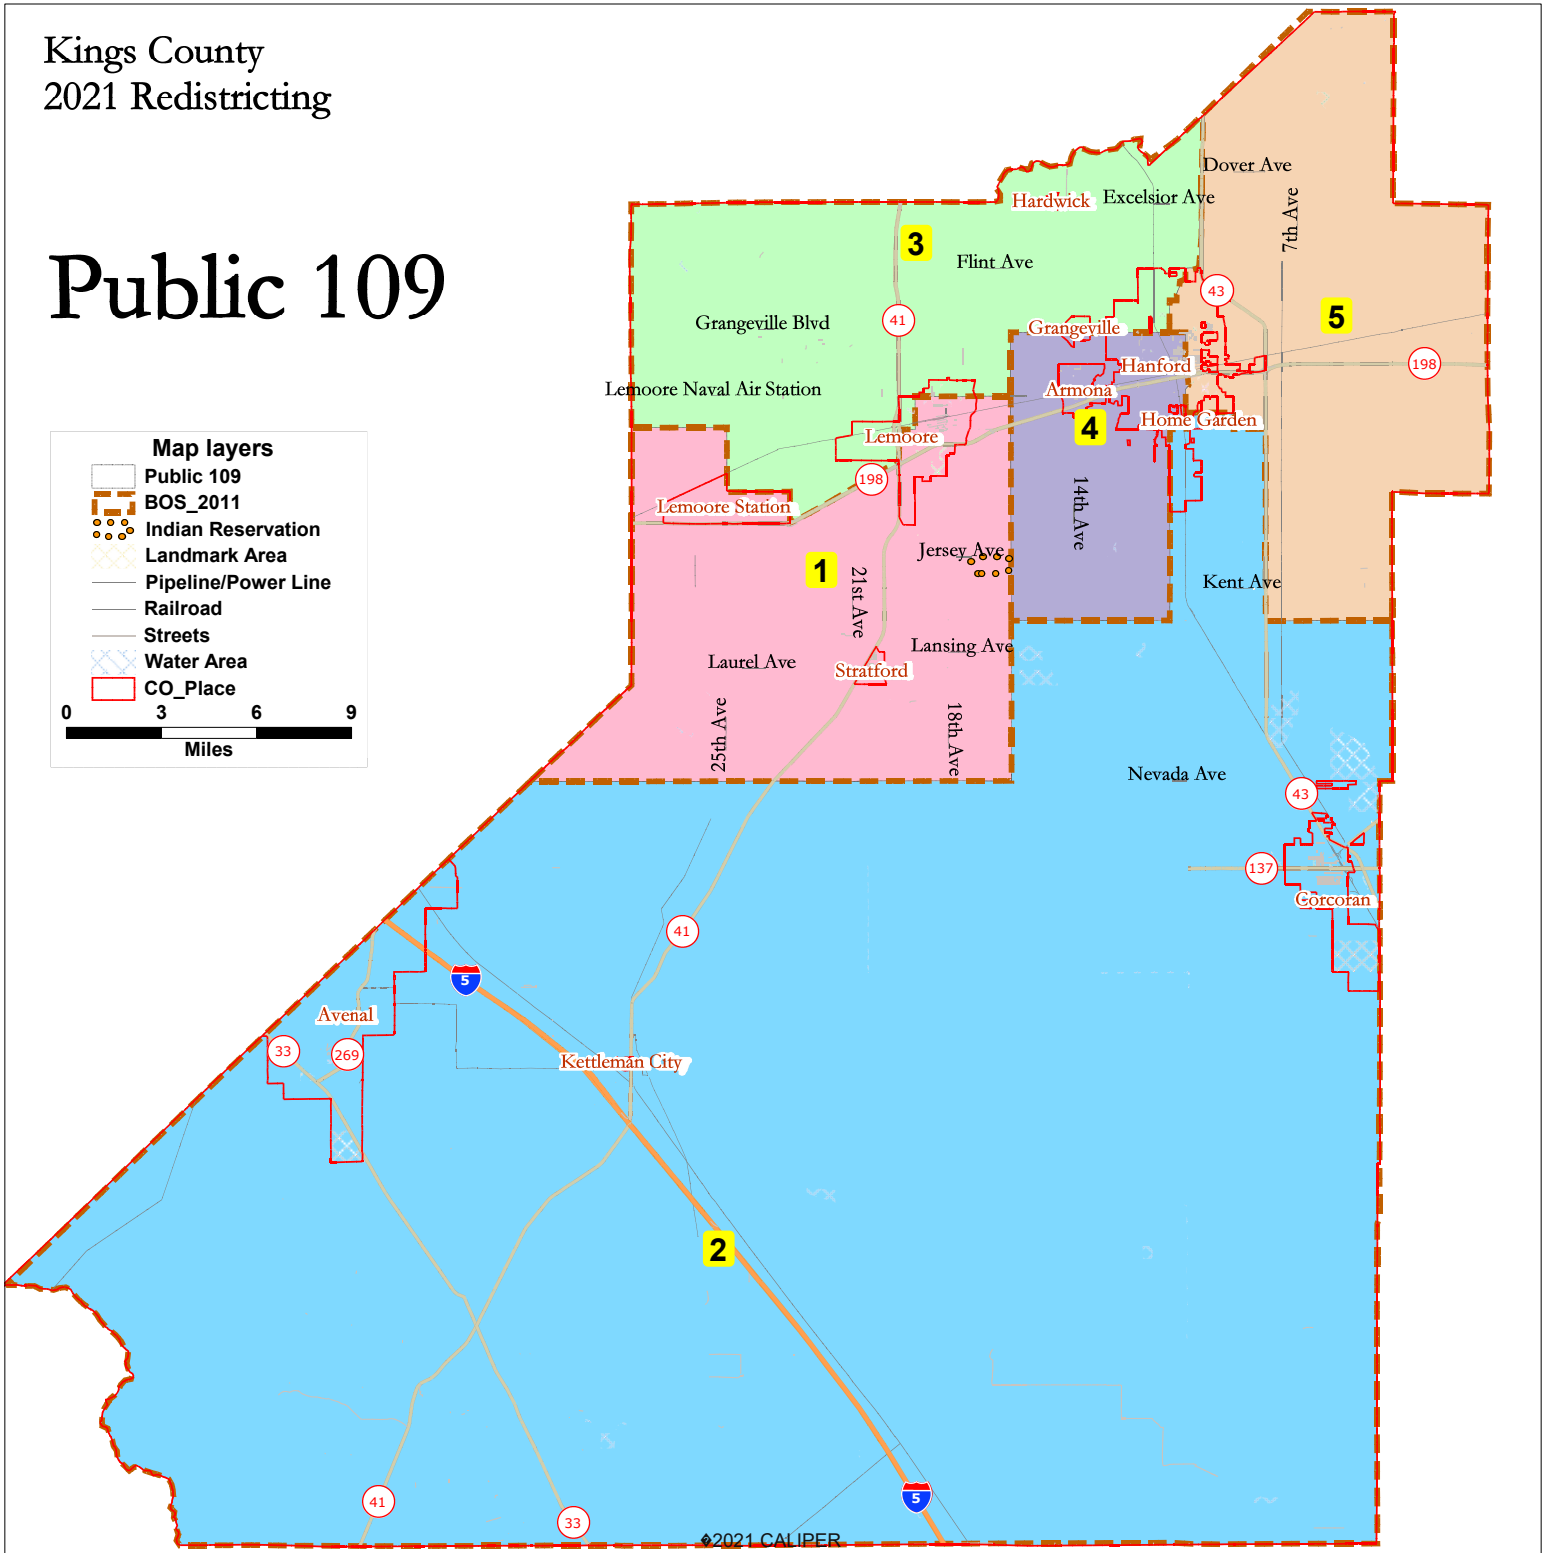 Kings County
2021 Redistricting
Public 109
Dover Ave
Hardwick
Excelsior Ave
7th Ave
3
Flint Ave
43
5
41
Grangeville Blvd
Grangeville
Hanford
198
Lemoore Naval Air Station
Armona
4
Home Garden
Lemoore
198
Lemoore Station
14th Ave
Jersey Ave
1
21st Ave
Kent Ave
Lansing Ave
Laurel Ave
Stratford
25th Ave
18th Ave
Nevada Ave
43
137
Corcoran
41
5
Avenal
33
269
Kettleman City
2
41
33
5
Map layers
Public 109
BOS_2011
Indian Reservation
Landmark Area
Pipeline/Power Line
Railroad
Streets
Water Area
CO_Place
0 3 6 9
Miles
�2021 CALIPER